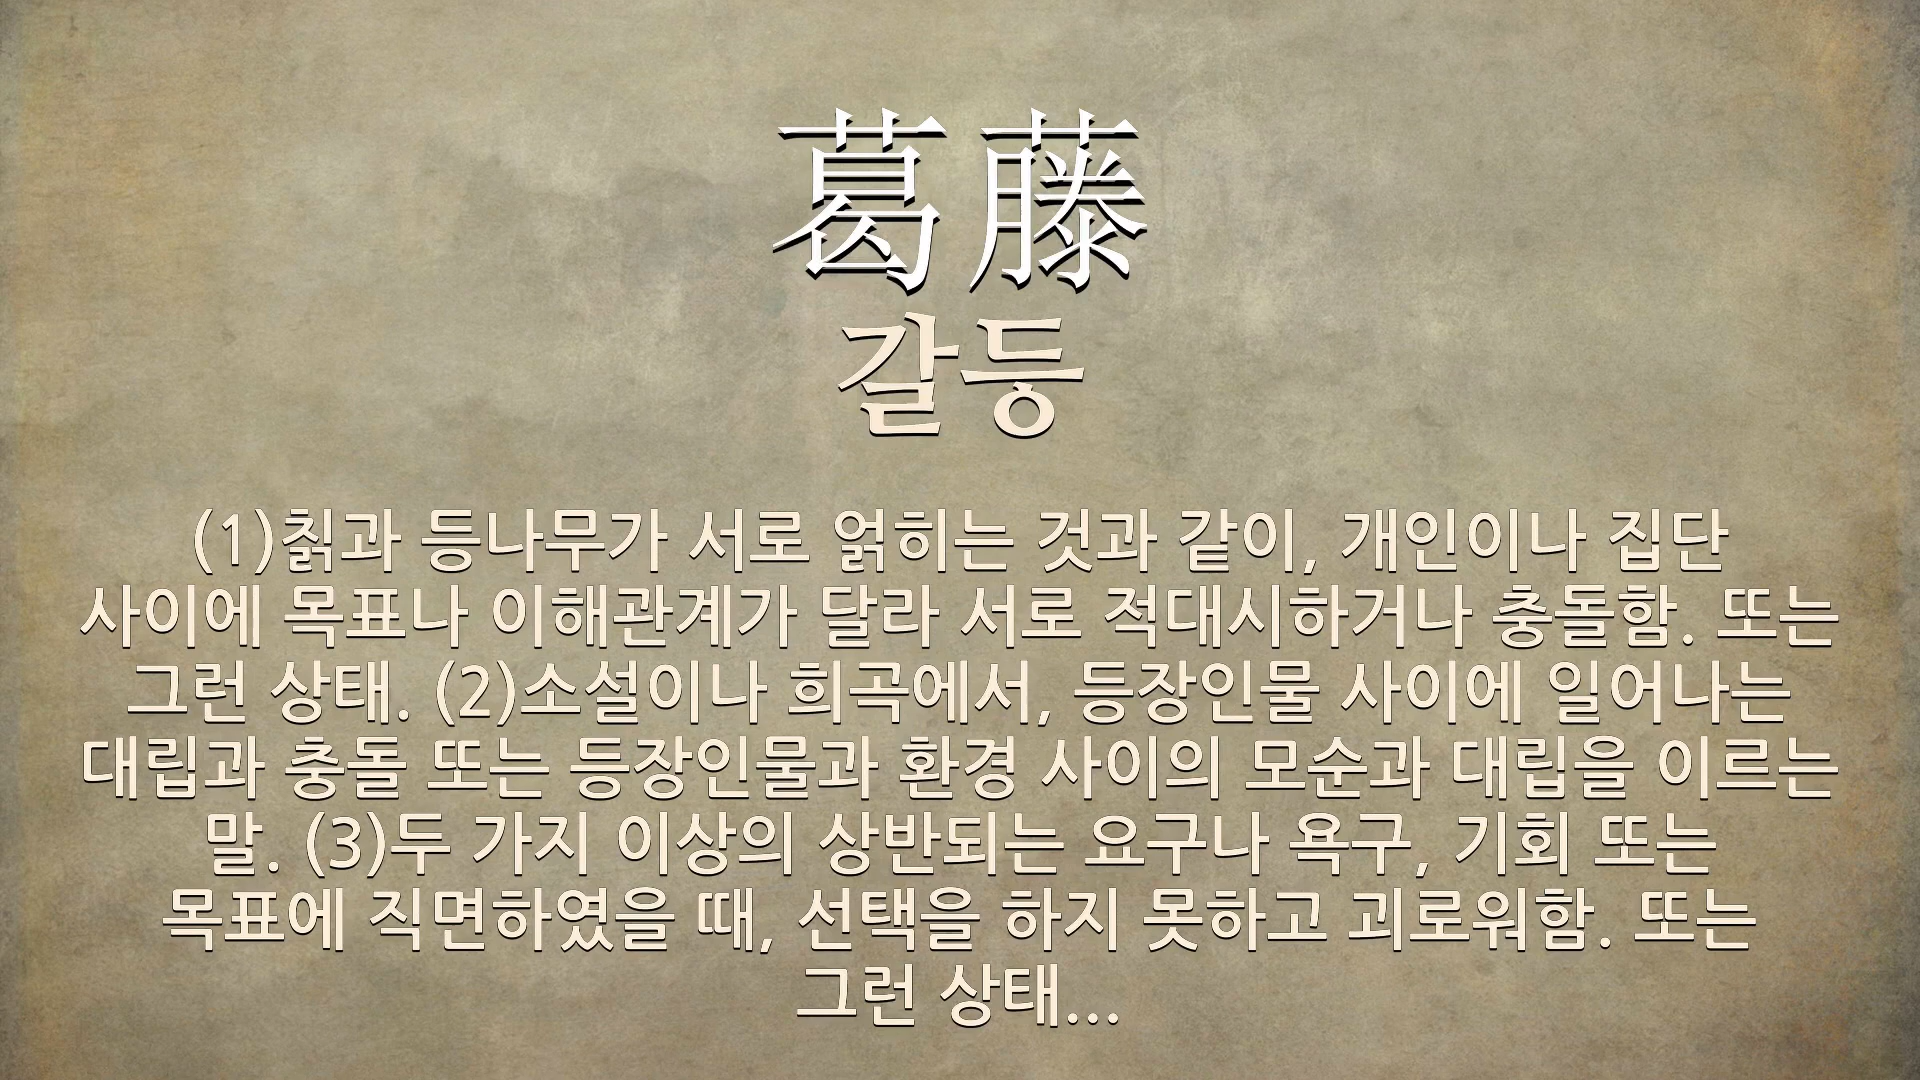 葛藤
갈등
(1)칡과 등나무가 서로 얽히는 것과 같이, 개인이나 집단
사이에 목표나 이해관계가 달라 서로 적대시하거나 충돌함. 또는
그런 상태. (2)소설이나 희곡에서, 등장인물 사이에 일어나는
대립과 충돌 또는 등장인물과 환경 사이의 모순과 대립을 이르는
말. (3)두 가지 이상의 상반되는 요구나 욕구, 기회 또는
목표에 직면하였을 때, 선택을 하지 못하고 괴로워함. 또는
그런 상태...